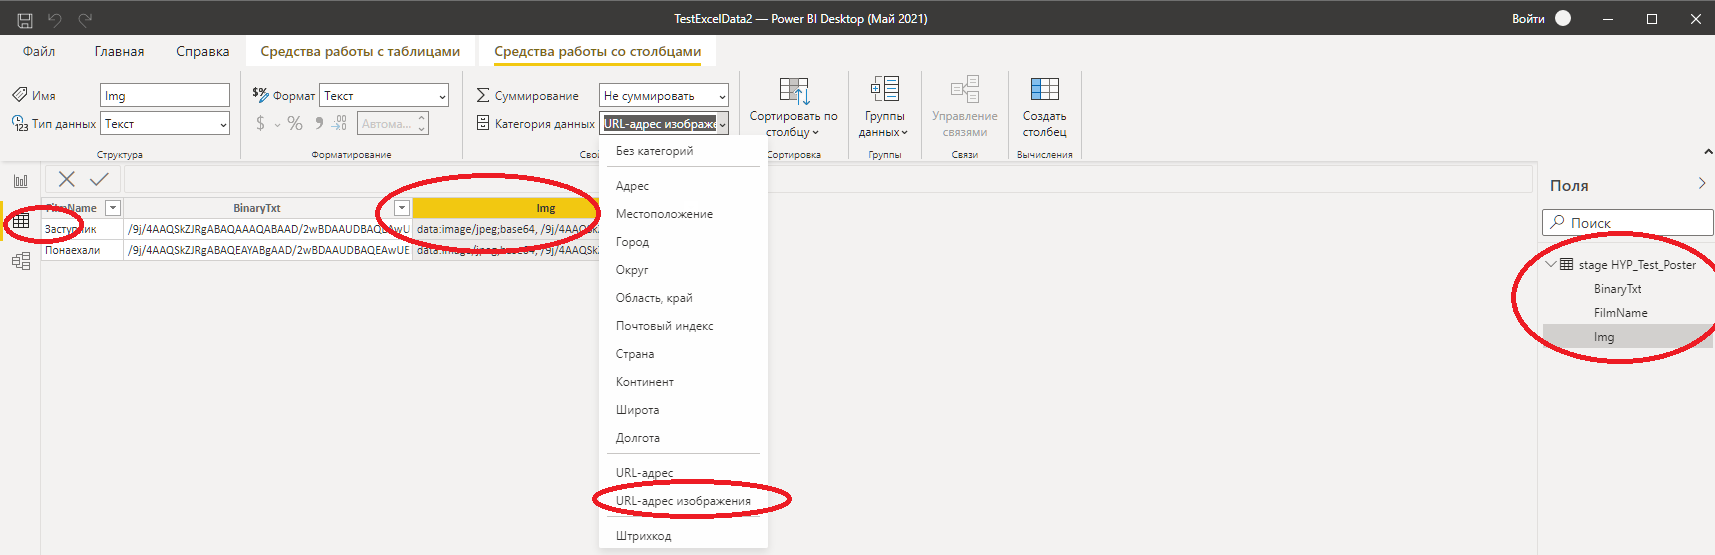 TestExcelData2 — Power BI Desktop (Май 2021)
Войти
Файл Главная Справка Средства работы с таблицами Средства работы со столбцами
Имя Img
Тип данных Текст
Структура
Формат Текст
$ % 9 Автома...
Форматирование
Суммирование Не суммировать
Категория данных URL-адрес изображе
Сортировать по столбцу
Сортировка
Группы данных
Группы
Управление связями
Связи
Создать столбец
Вычисления
FilmName BinaryTxt Img
Заступник /9j/4AAQSkZJRgABAQAAAQABAAD/2wBDAAUDBAQEAwU data:image/jpeg;base64, /9j/4AAQSk
Понаехали /9j/4AAQSkZJRgABAQEAYABgAAD/2wBDAAUDBAQEAwUE
Без категорий
Адрес
Местоположение
Город
Округ
Область, край
Почтовый индекс
Страна
Континент
Широта
Долгота
URL-адрес
URL-адрес изображения
Штрихкод
Поля
Поиск
stage HYP_Test_Poster
BinaryTxt
FilmName
Img